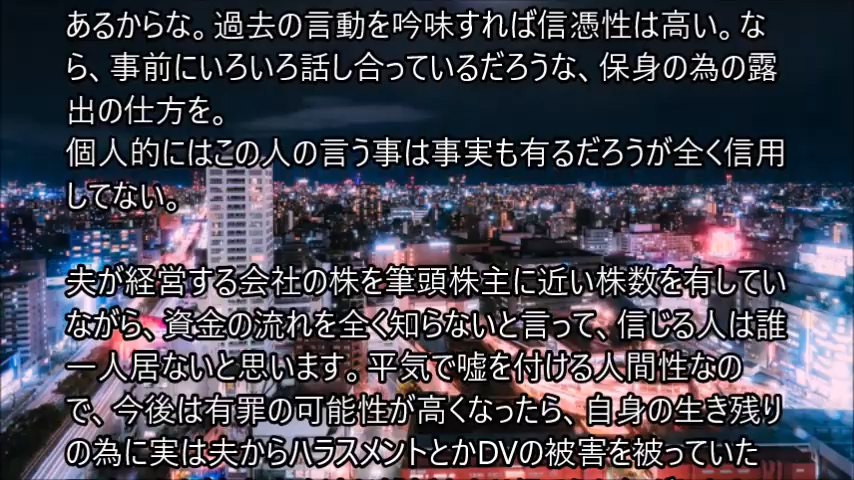 あるからな。過去の言動を吟味すれば信憑性は高い。な
ら、事前にいろいろ話し合っているだろうな、保身の為の露
出の仕方を。
個人的にはこの人の言う事は事実も有るだろうが全く信用
してない。
夫が経営する会社の株を筆頭株主に近い株数を有してい
ながら、資金の流れを全く知らないと言って、信じる人は誰
一人居ないと思います。平気で嘘を付ける人間性なの
で、今後は有罪の可能性が高くなったら、自身の生き残り
の為に実は夫からハラスメントとかDVの被害を被っていた